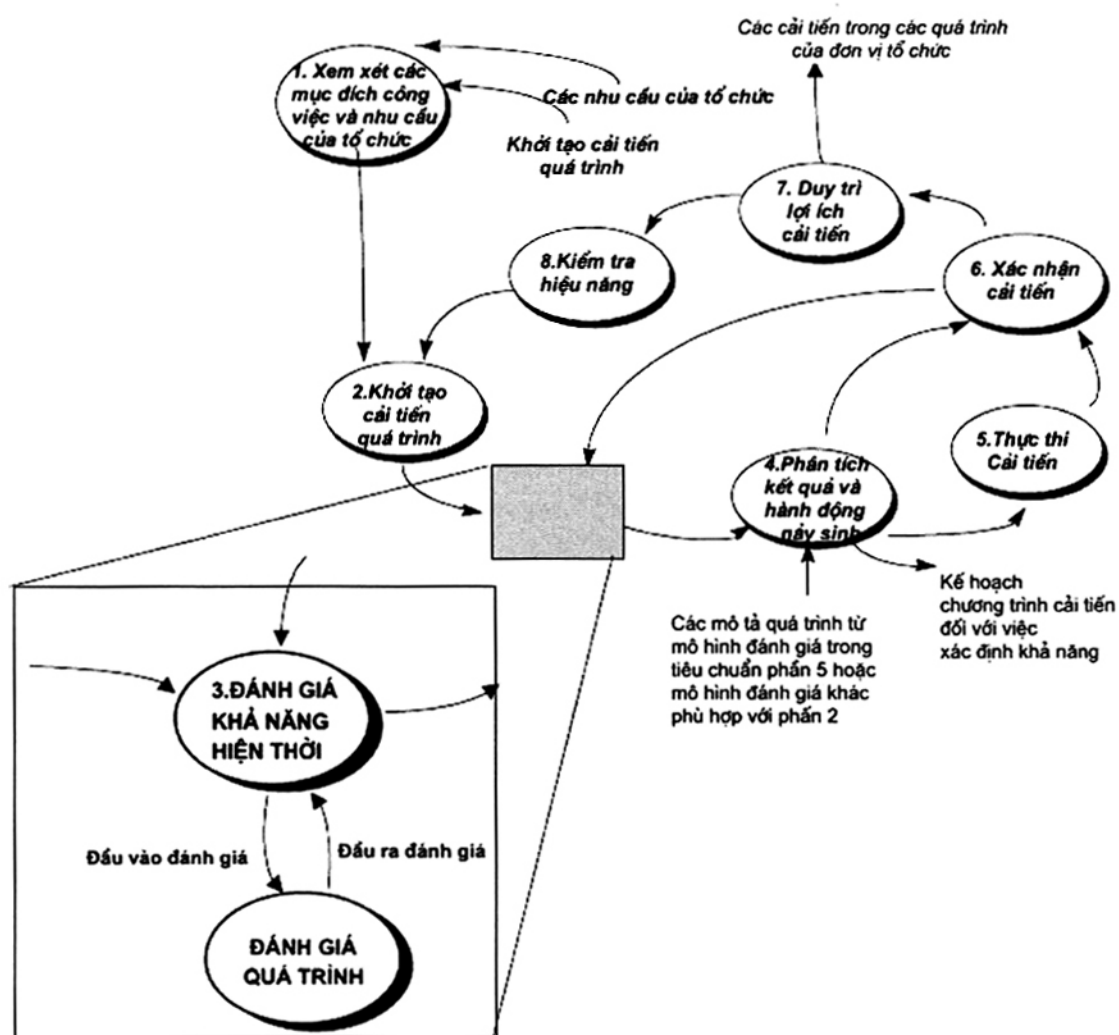 Các cải tiến trong các quá trình
của đơn vị tổ chức
1. Xem xét các
mục đích công
việc và nhu cầu
của tổ chức
Các nhu cầu của tổ chức
Khởi tạo cải tiến
quá trình
7. Duy trì
lợi ích
cải tiến
8.Kiểm tra
hiệu năng
6. Xác nhận
cải tiến
2.Khởi tạo
cải tiến
quá trình
5.Thực thi
Cải tiến
4.Phân tích
kết quả và
hành động
nảy sinh
Kế hoạch
chương trình cải tiến
đối với việc
xác định khả năng
Các mô tả quá trình từ
mô hình đánh giá trong
tiêu chuẩn phần 5 hoặc
mô hình đánh giá khác
phù hợp với phần 2
3.ĐÁNH GIÁ
KHẢ NĂNG
HIỆN THỜI
Đầu vào đánh giá
Đầu ra đánh giá
ĐÁNH GIÁ
QUÁ TRÌNH